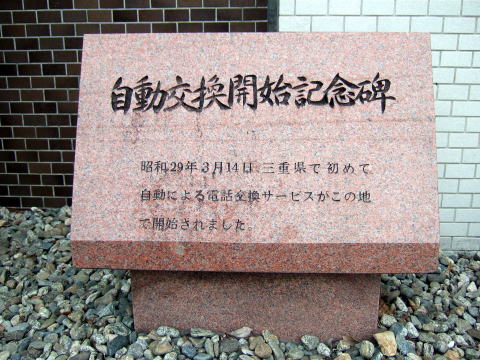 自動交換開始記念碑
昭和29年3月14日、三重県で初めて
自動による電話交換サービスがこの地
で開始されました。